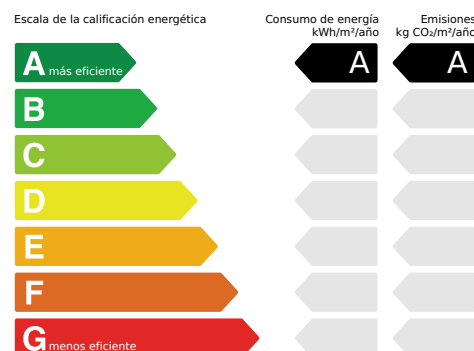 Escala de la calificación energética
Consumo de energía
kWh/m²/año
Emisiones
kg CO₂/m²/año
A más eficiente
A
A
B
C
D
E
F
G menos eficiente